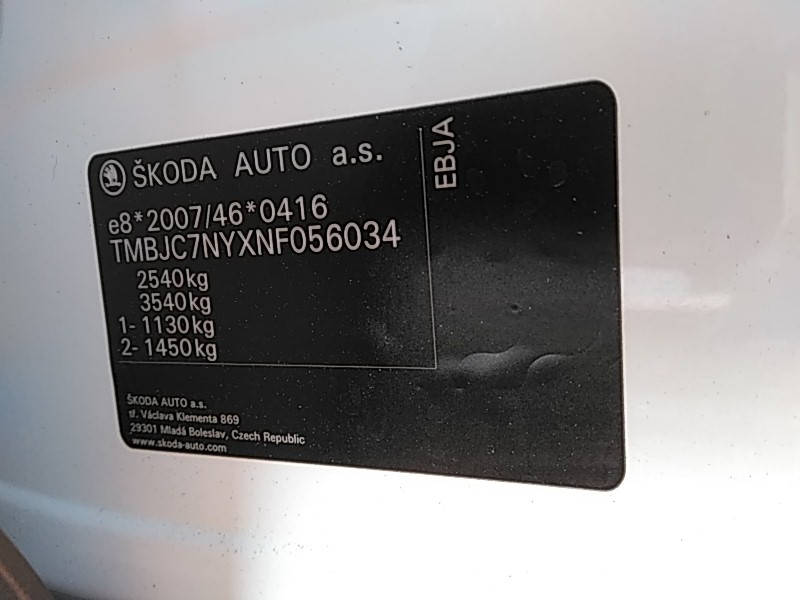 ŠKODA AUTO a.s.
EBJA
e8*2007/46*0416
TMBJC7NYXNF056034
2540kg
3540kg
1- 1130kg
2- 1450kg
ŠKODA AUTO a.s.
tř. Václava Klementa 869
29301 Mladá Boleslav, Czech Republic
www.skoda-auto.com